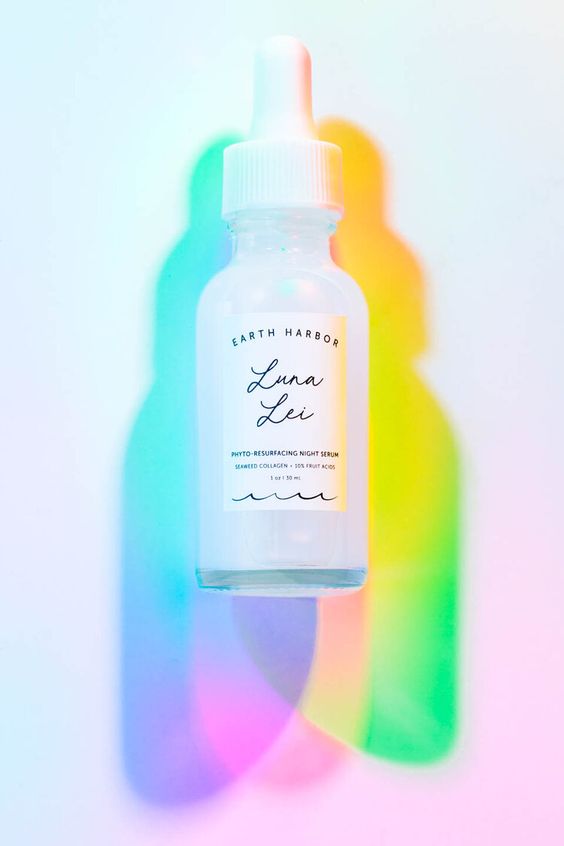 EARTH HARBOR
Luna
Lei
PHYTO-RESURFACING NIGHT SERUM
SEAWEED COLLAGEN • 10% FRUIT ACIDS
1 oz | 30 mL